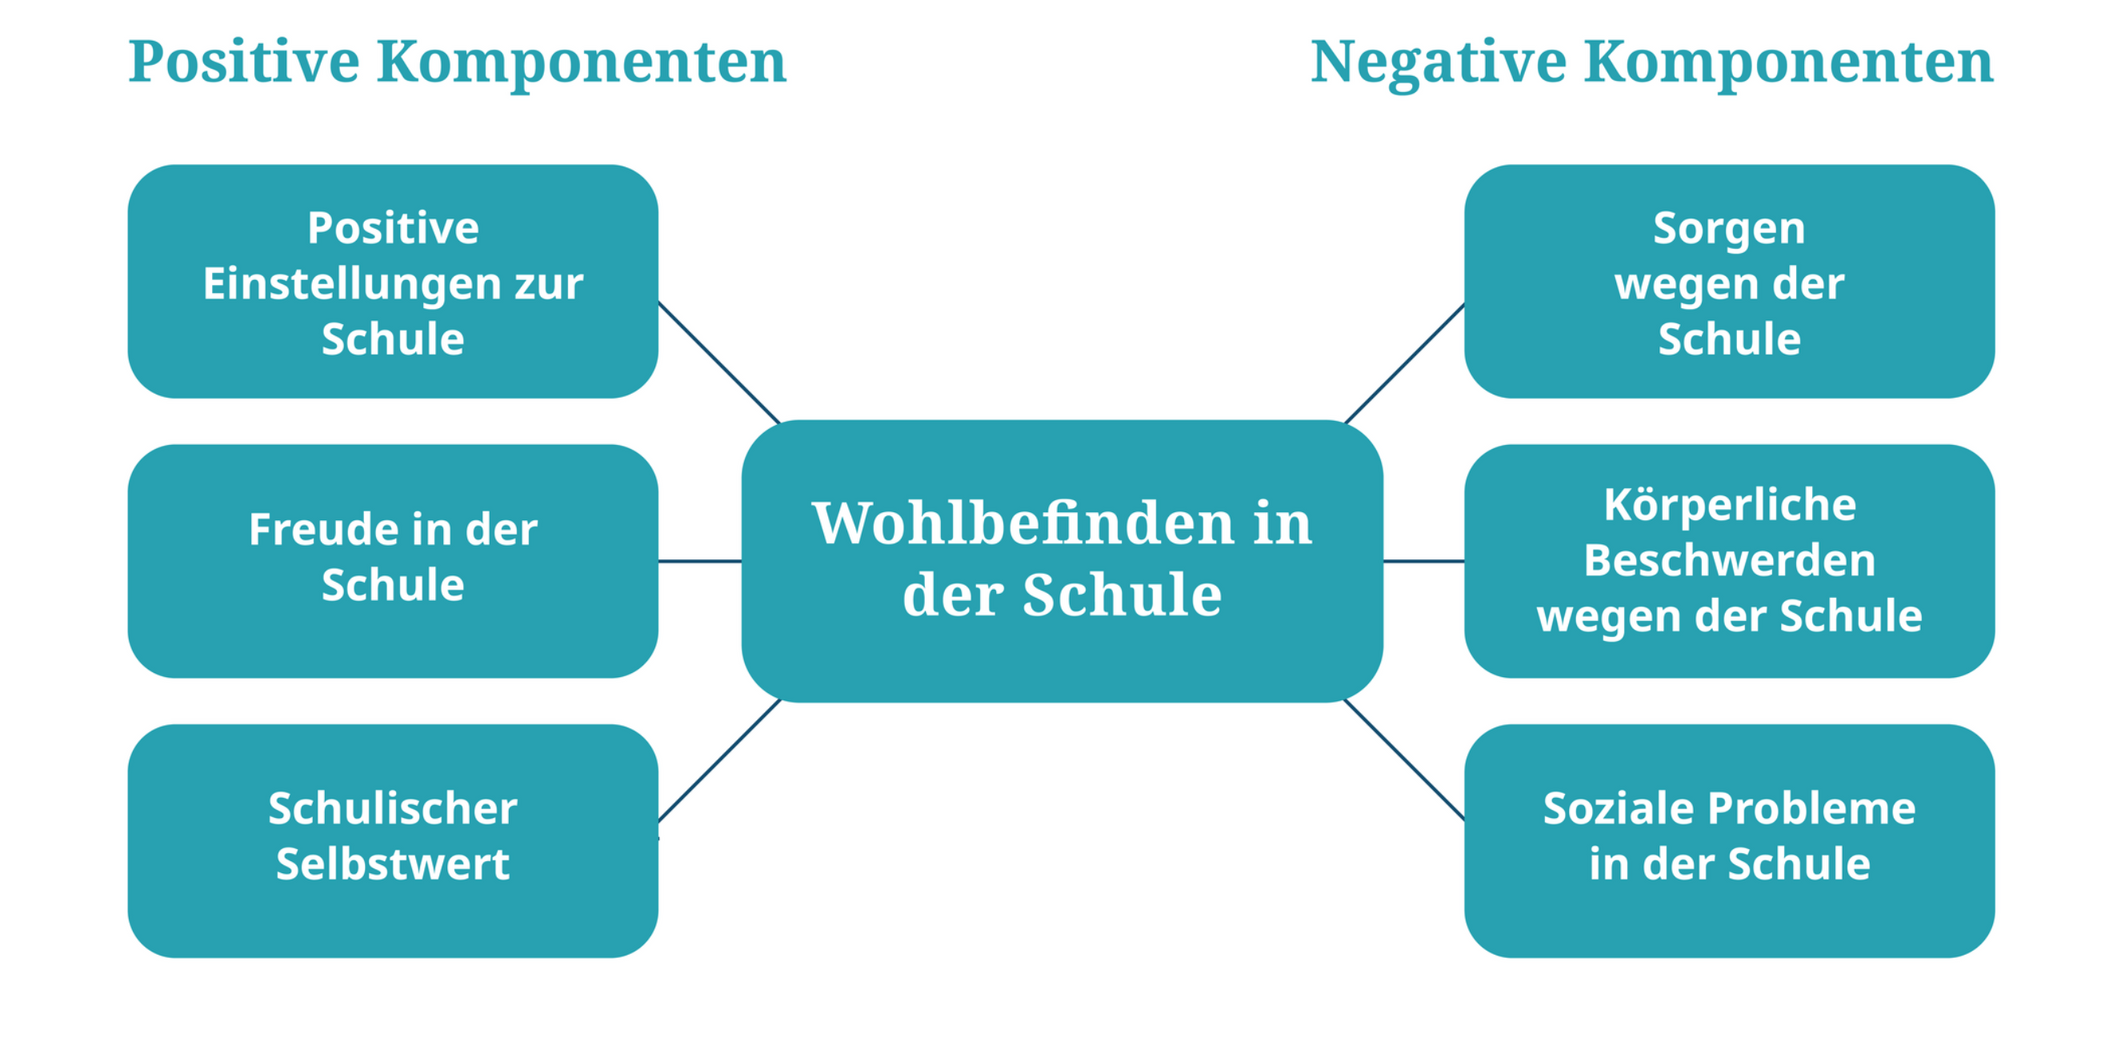 Positive Komponenten
Negative Komponenten
Positive
Einstellungen zur
Schule
Freude in der
Schule
Schulischer
Selbstwert
Wohlbefinden in
der Schule
Sorgen
wegen der
Schule
Körperliche
Beschwerden
wegen der Schule
Soziale Probleme
in der Schule